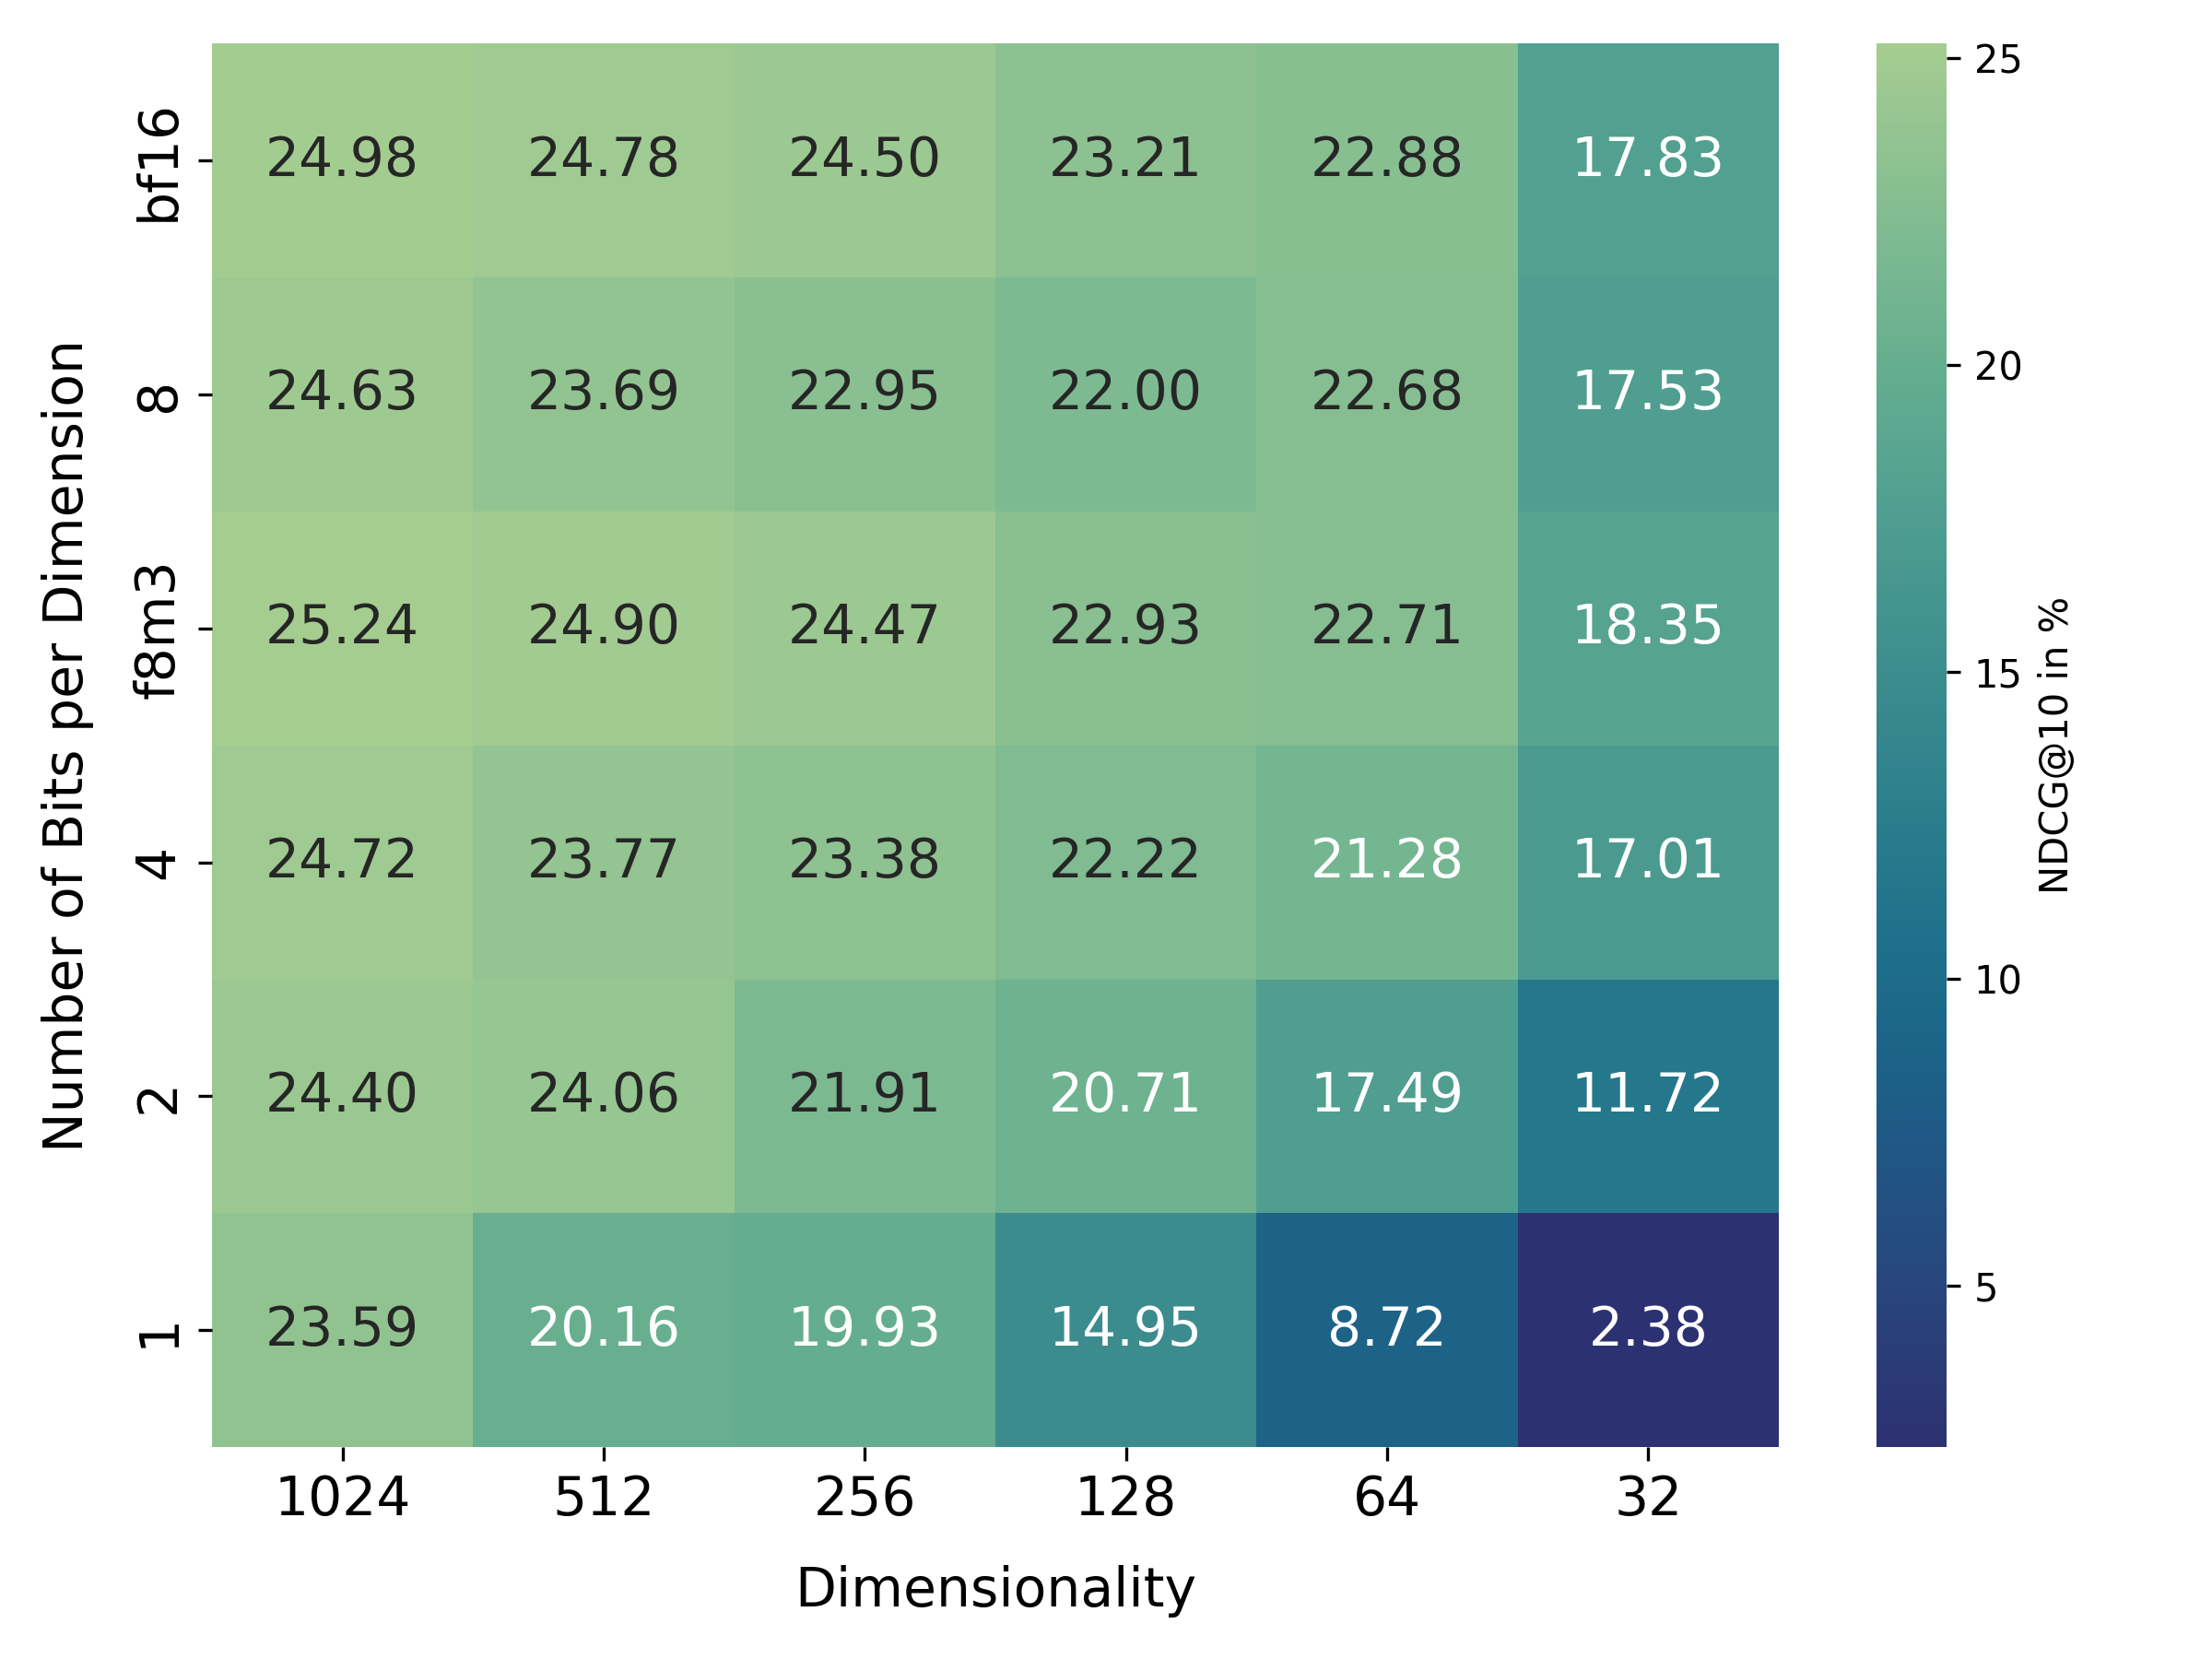 Number of Bits per Dimension
bf16 24.98 24.78 24.50 23.21 22.88 17.83
8 24.63 23.69 22.95 22.00 22.68 17.53
f8m3 25.24 24.90 24.47 22.93 22.71 18.35
4 24.72 23.77 23.38 22.22 21.28 17.01
2 24.40 24.06 21.91 20.71 17.49 11.72
1 23.59 20.16 19.93 14.95 8.72 2.38
1024 512 256 128 64 32
Dimensionality
25
20
15
10
5
NDCG@10 in %